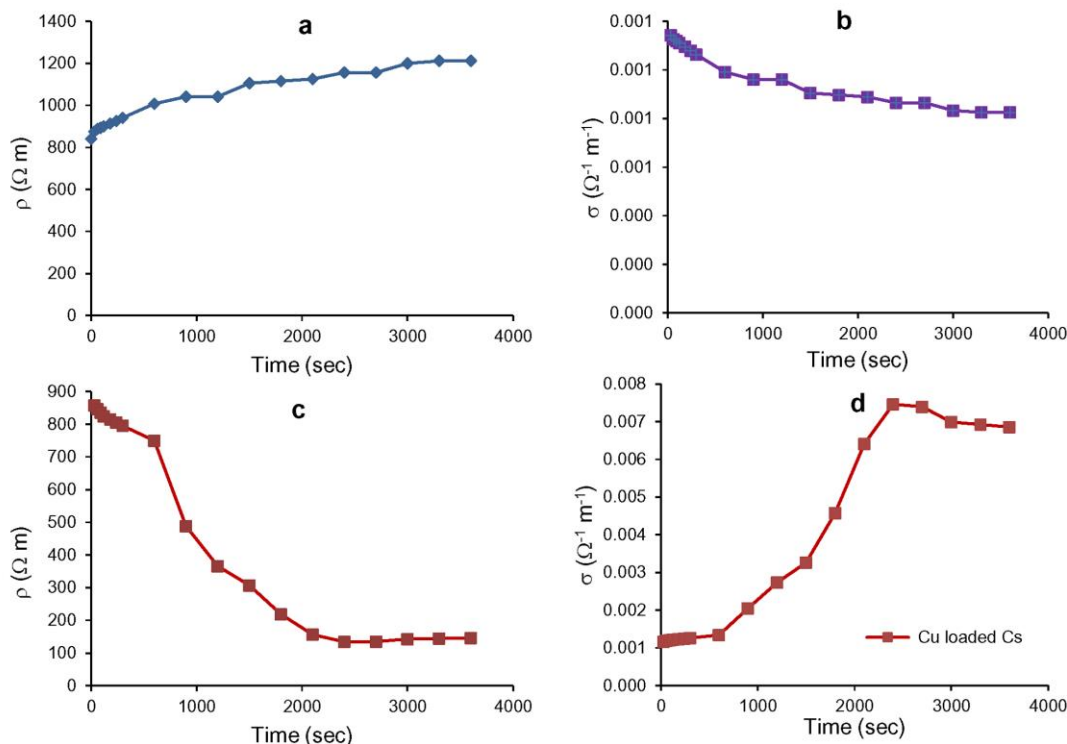 a
1400
1200
1000
800
600
400
200
0
ρ (Ω m)
0 1000 2000 3000 4000
Time (sec)
b
0.001
0.001
0.001
0.001
0.000
0.000
0.000
σ (Ω⁻¹ m⁻¹)
0 1000 2000 3000 4000
Time (sec)
c
900
800
700
600
500
400
300
200
100
0
ρ (Ω m)
0 1000 2000 3000 4000
Time (sec)
d
0.008
0.007
0.006
0.005
0.004
0.003
0.002
0.001
0.000
σ (Ω⁻¹ m⁻¹)
Cu loaded Cs
0 1000 2000 3000 4000
Time (sec)